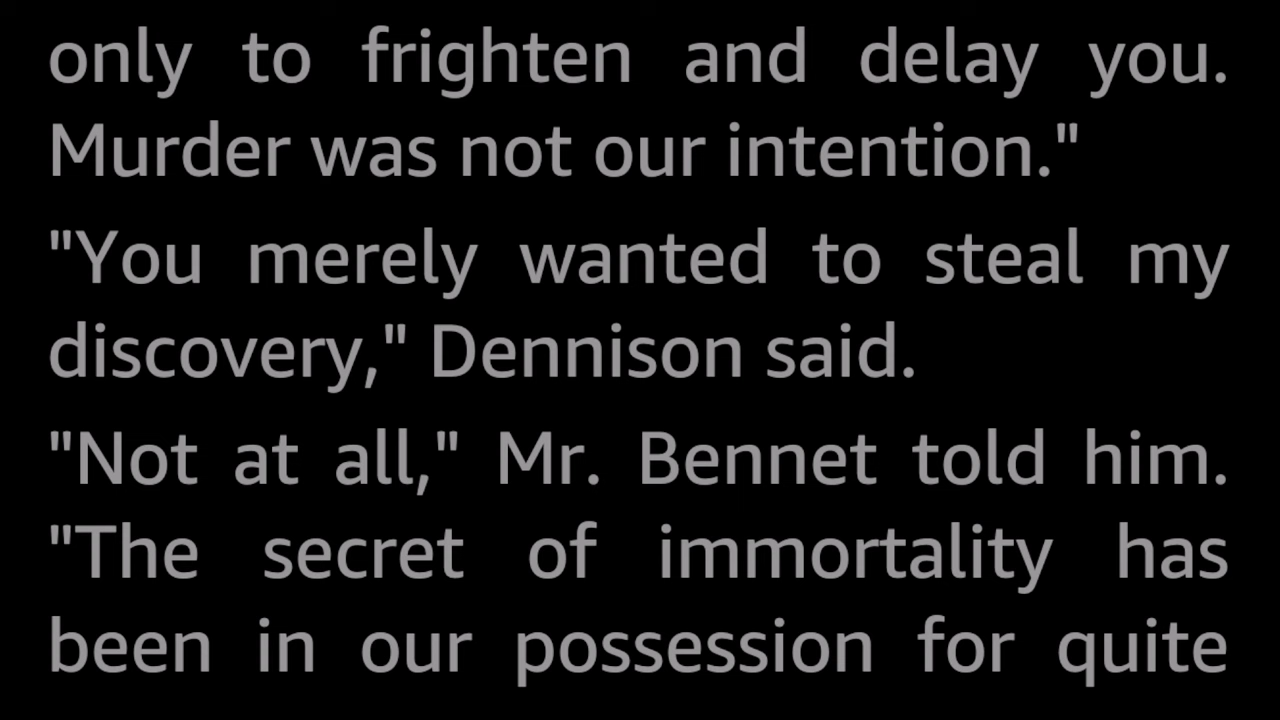 only to frighten and delay you.
Murder was not our intention."
"You merely wanted to steal my
discovery," Dennison said.
"Not at all," Mr. Bennet told him.
"The secret of immortality has
been in our possession for quite